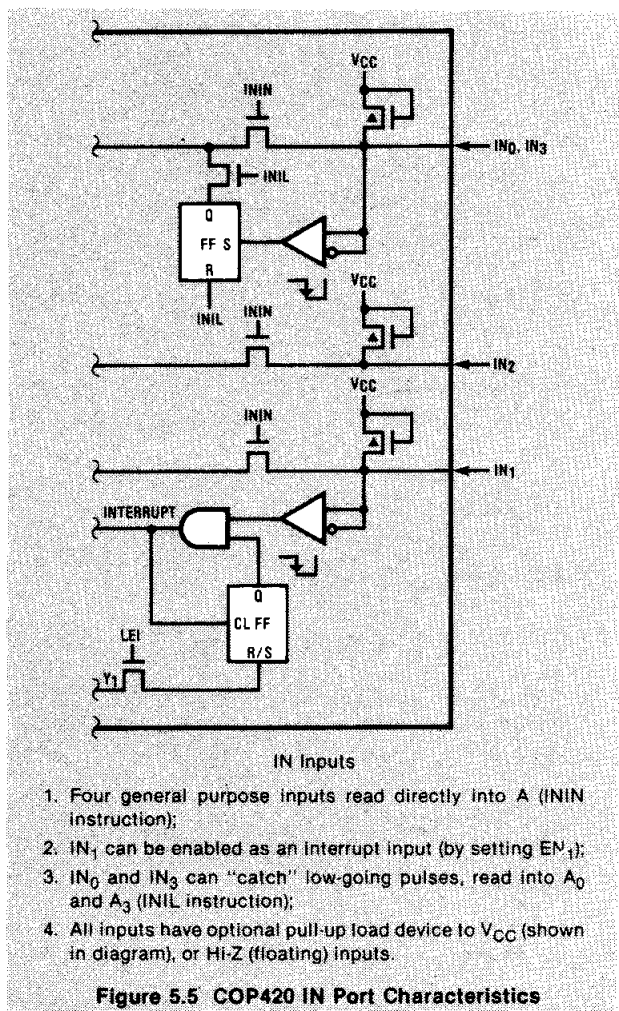 VCC
ININ
IN0, IN3
INIL
Q
FF S
R
INIL
VCC
ININ
IN2
VCC
ININ
IN1
INTERRUPT
Q
CL FF
R/S
LEI
Y1
IN Inputs
1. Four general purpose inputs read directly into A (ININ
instruction);
2. IN1 can be enabled as an interrupt input (by setting EN1);
3. IN0 and IN3 can "catch" low-going pulses, read into A0
and A3 (INIL instruction);
4. All inputs have optional pull-up load device to VCC (shown
in diagram), or Hi-Z (floating) inputs.
Figure 5.5 COP420 IN Port Characteristics